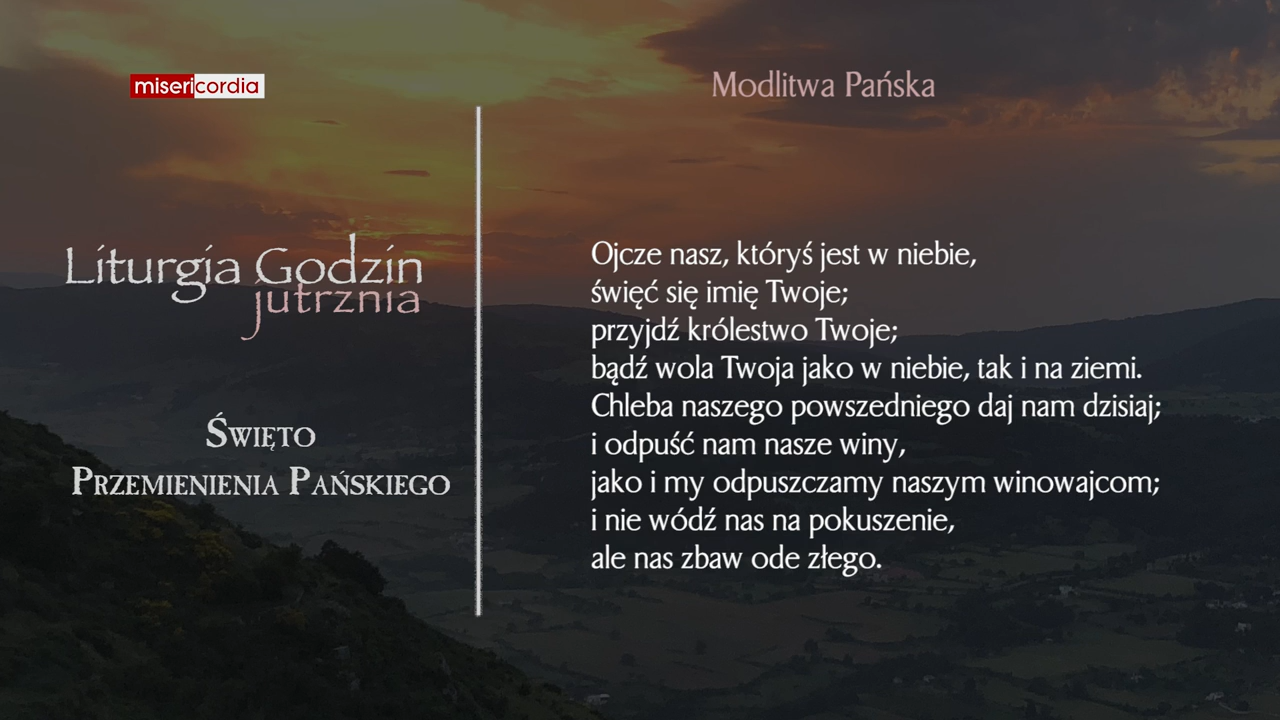 misericordia
Liturgia Godzin
jutrznia
Święto
Przemienienia Pańskiego
Modlitwa Pańska
Ojcze nasz, któryś jest w niebie,
święć się imię Twoje;
przyjdź królestwo Twoje;
bądź wola Twoja jako w niebie, tak i na ziemi.
Chleba naszego powszedniego daj nam dzisiaj;
i odpuść nam nasze winy,
jako i my odpuszczamy naszym winowajcom;
i nie wódź nas na pokuszenie,
ale nas zbaw ode złego.